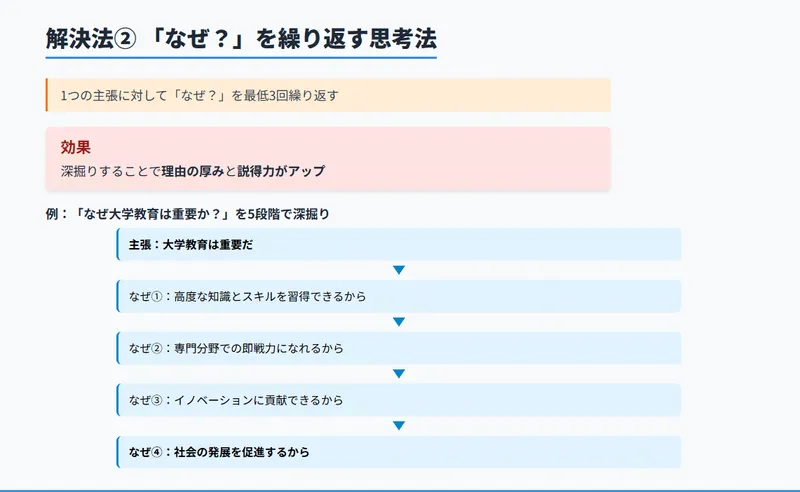 解決法② 「なぜ？」を繰り返す思考法
1つの主張に対して「なぜ？」を最低3回繰り返す
効果
深掘りすることで理由の厚みと説得力がアップ
例：「なぜ大学教育は重要か？」を5段階で深掘り
主張：大学教育は重要だ
なぜ①：高度な知識とスキルを習得できるから
なぜ②：専門分野での即戦力になれるから
なぜ③：イノベーションに貢献できるから
なぜ④：社会の発展を促進するから